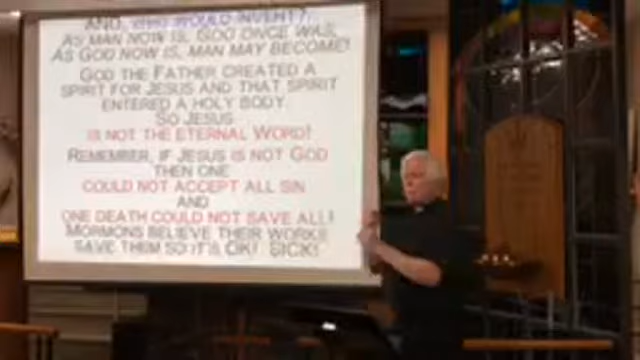 AND, WHO WOULD INVENT?,
AS MAN NOW IS, GOD ONCE WAS,
AS GOD NOW IS, MAN MAY BECOME!
GOD THE FATHER CREATED A
SPIRIT FOR JESUS AND THAT SPIRIT
ENTERED A HOLY BODY.
SO JESUS
IS NOT THE ETERNAL WORD!
REMEMBER, IF JESUS IS NOT GOD
THEN ONE
COULD NOT ACCEPT ALL SIN
AND
ONE DEATH COULD NOT SAVE ALL!
MORMONS BELIEVE THEIR WORKS
SAVE THEM SO IT'S OK! SICK!